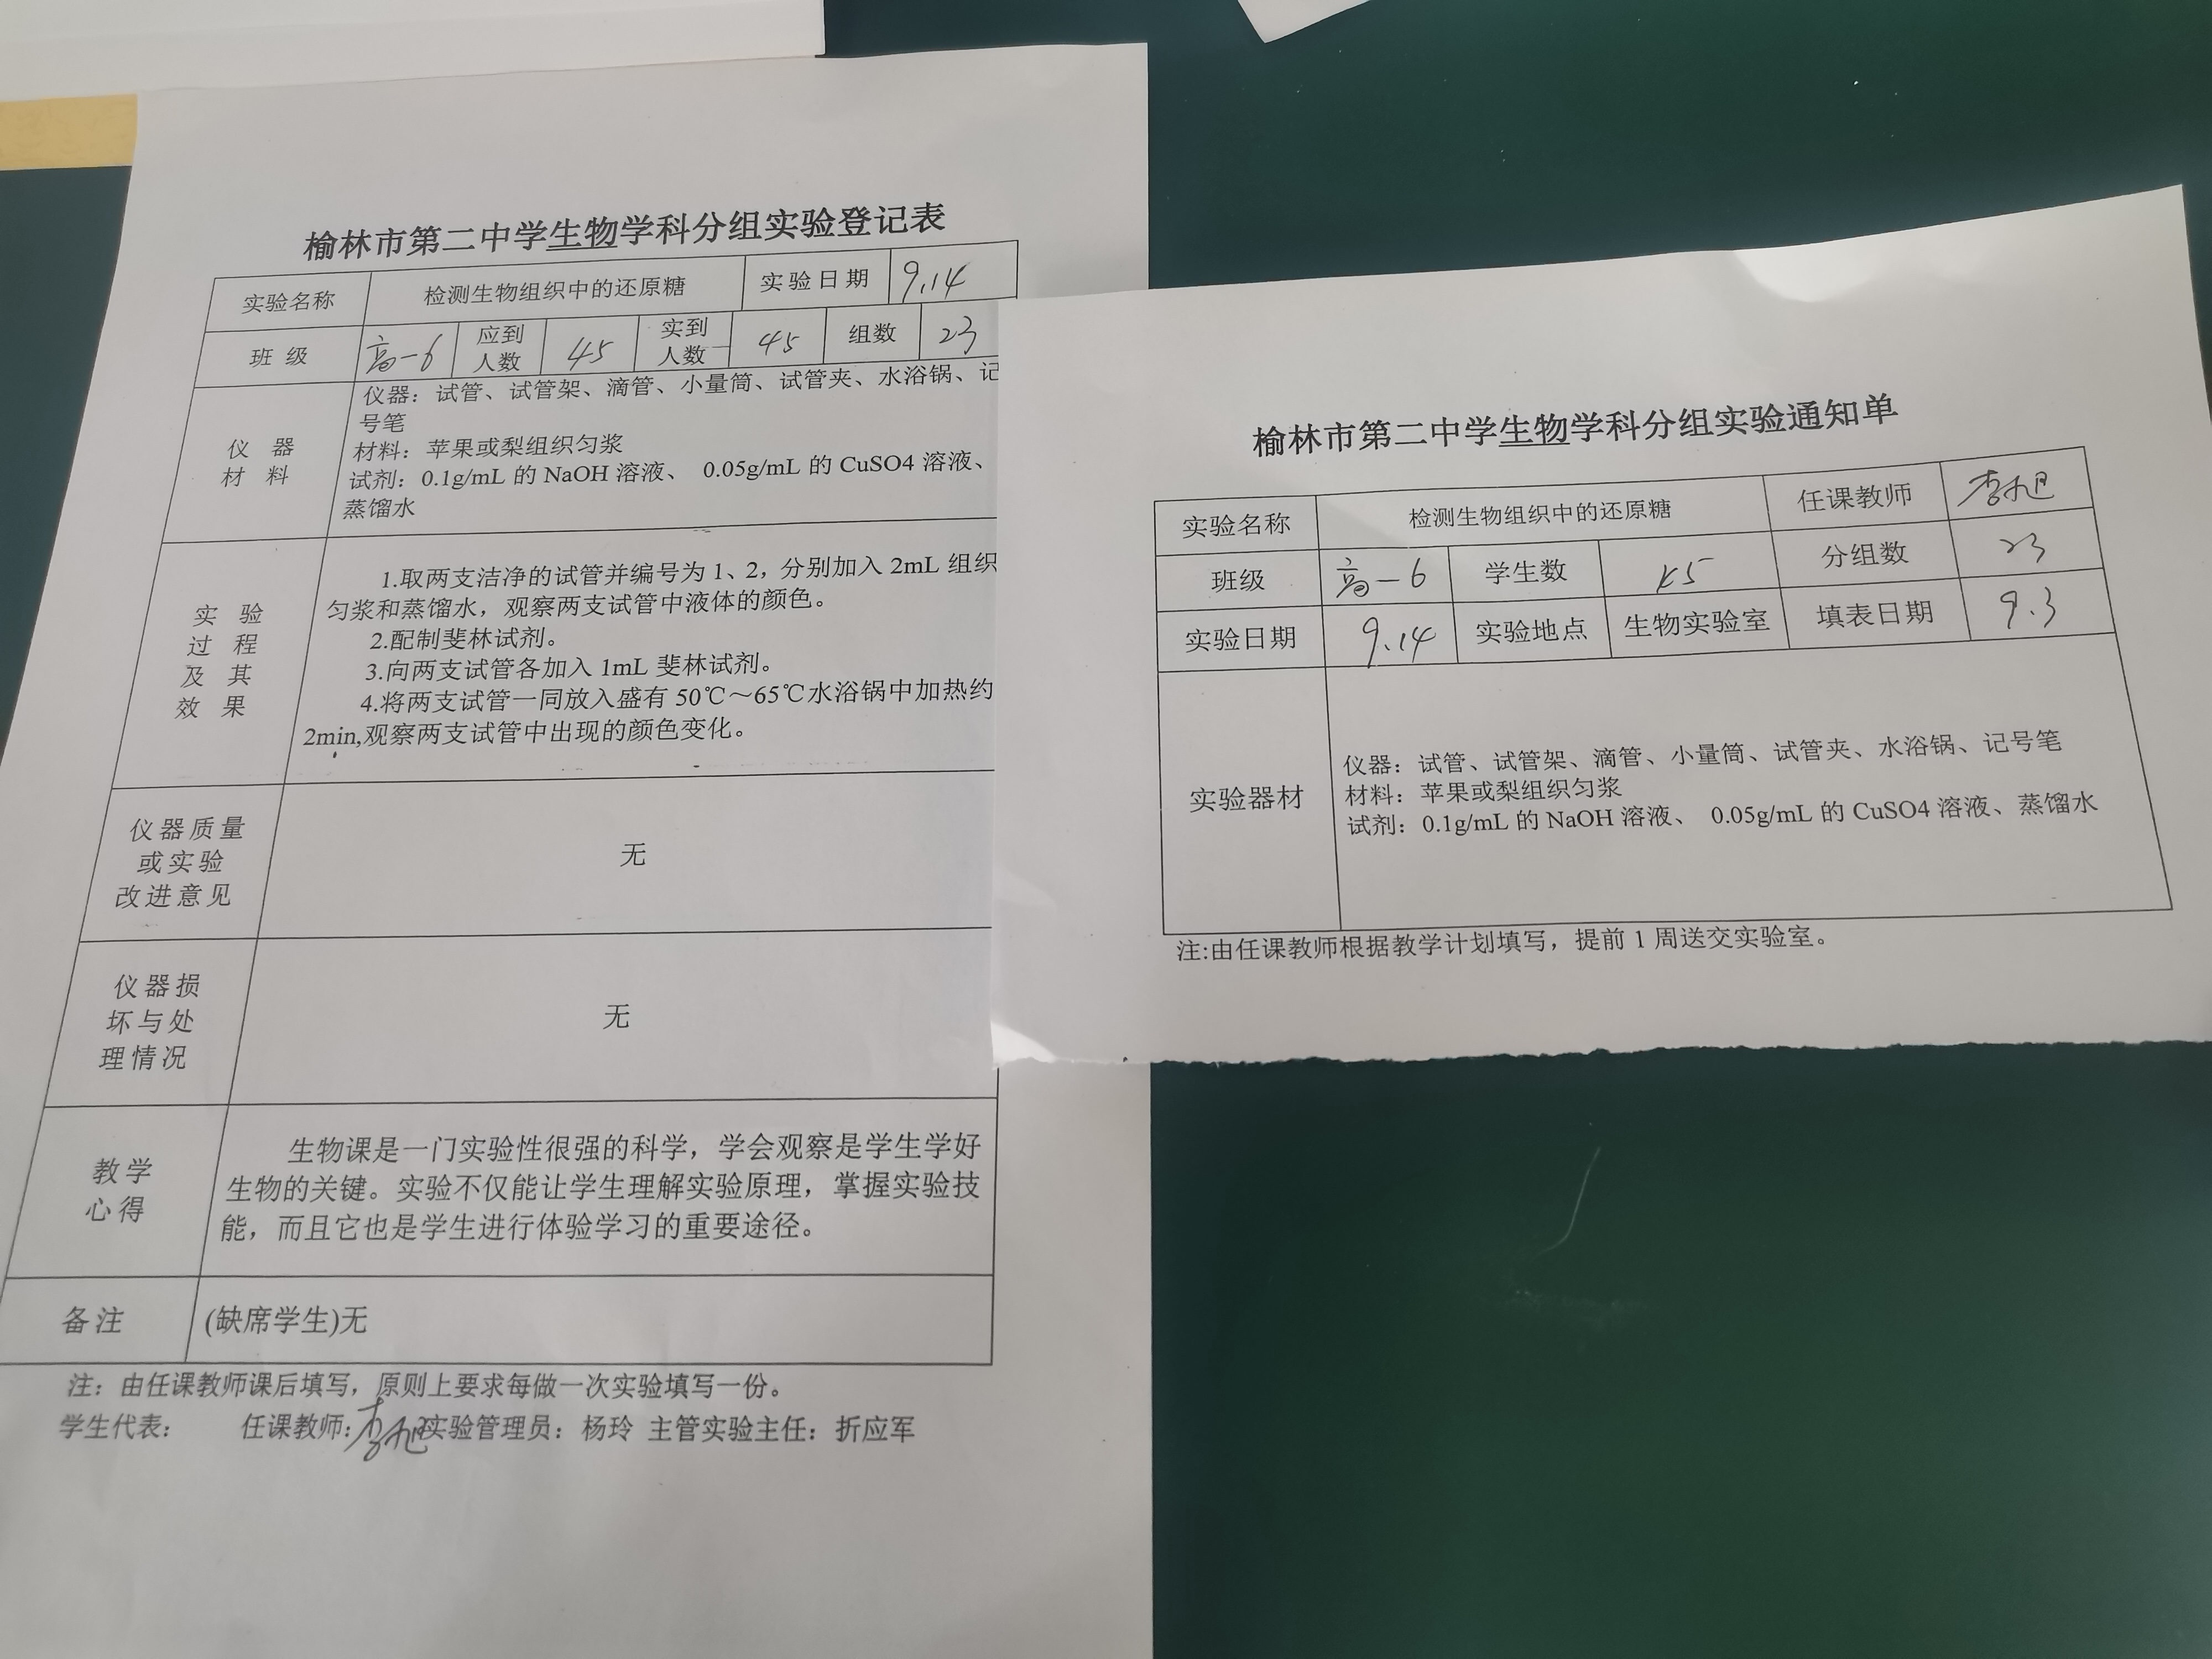 榆林市第二中学生物学科分组实验登记表
实验名称 检测生物组织中的还原糖 实验日期 9.14
班级 高一6 应到人数 45 实到人数 45 组数 23
仪器材料
仪器：试管、试管架、滴管、小量筒、试管夹、水浴锅、记
号笔
材料：苹果或梨组织匀浆
试剂：0.1g/mL 的 NaOH 溶液、 0.05g/mL 的 CuSO4 溶液、
蒸馏水
实验过程及其效果
1.取两支洁净的试管并编号为 1、2，分别加入 2mL 组织
匀浆和蒸馏水，观察两支试管中液体的颜色。
2.配制斐林试剂。
3.向两支试管各加入 1mL 斐林试剂。
4.将两支试管一同放入盛有 50℃～65℃水浴锅中加热约
2min,观察两支试管中出现的颜色变化。
仪器质量
或实验
改进意见
无
仪器损
坏与处
理情况
无
教学
心得
生物课是一门实验性很强的科学，学会观察是学生学好
生物的关键。实验不仅能让学生理解实验原理，掌握实验技
能，而且它也是学生进行体验学习的重要途径。
备注 (缺席学生)无
注：由任课教师课后填写，原则上要求每做一次实验填写一份。
学生代表： 任课教师：李旭 实验管理员：杨玲 主管实验主任：折应军
榆林市第二中学生物学科分组实验通知单
实验名称 检测生物组织中的还原糖 任课教师 李旭
班级 高一6 学生数 45 分组数 23
实验日期 9.14 实验地点 生物实验室 填表日期 9.3
实验器材
仪器：试管、试管架、滴管、小量筒、试管夹、水浴锅、记号笔
材料：苹果或梨组织匀浆
试剂：0.1g/mL 的 NaOH 溶液、 0.05g/mL 的 CuSO4 溶液、蒸馏水
注:由任课教师根据教学计划填写，提前 1 周送交实验室。